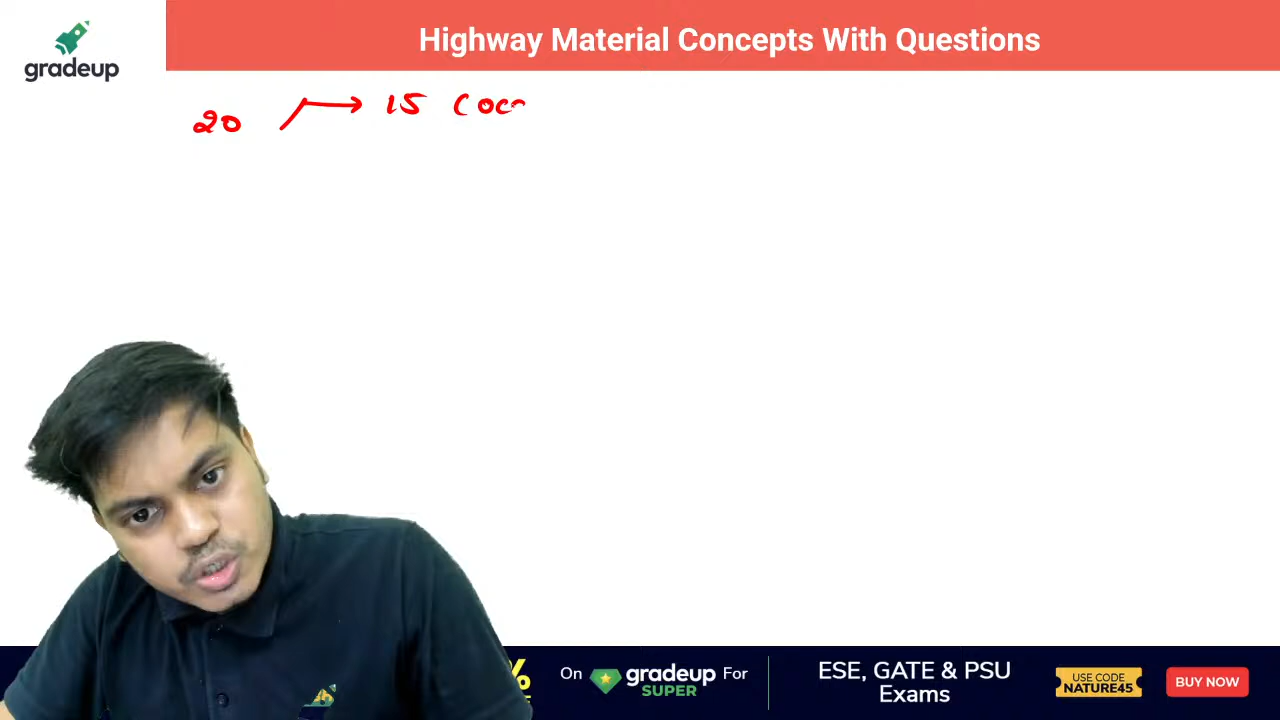 gradeup
Highway Material Concepts With Questions
20 → 15
%
On gradeup SUPER For
ESE, GATE & PSU
Exams
USE CODE
NATURE45
BUY NOW